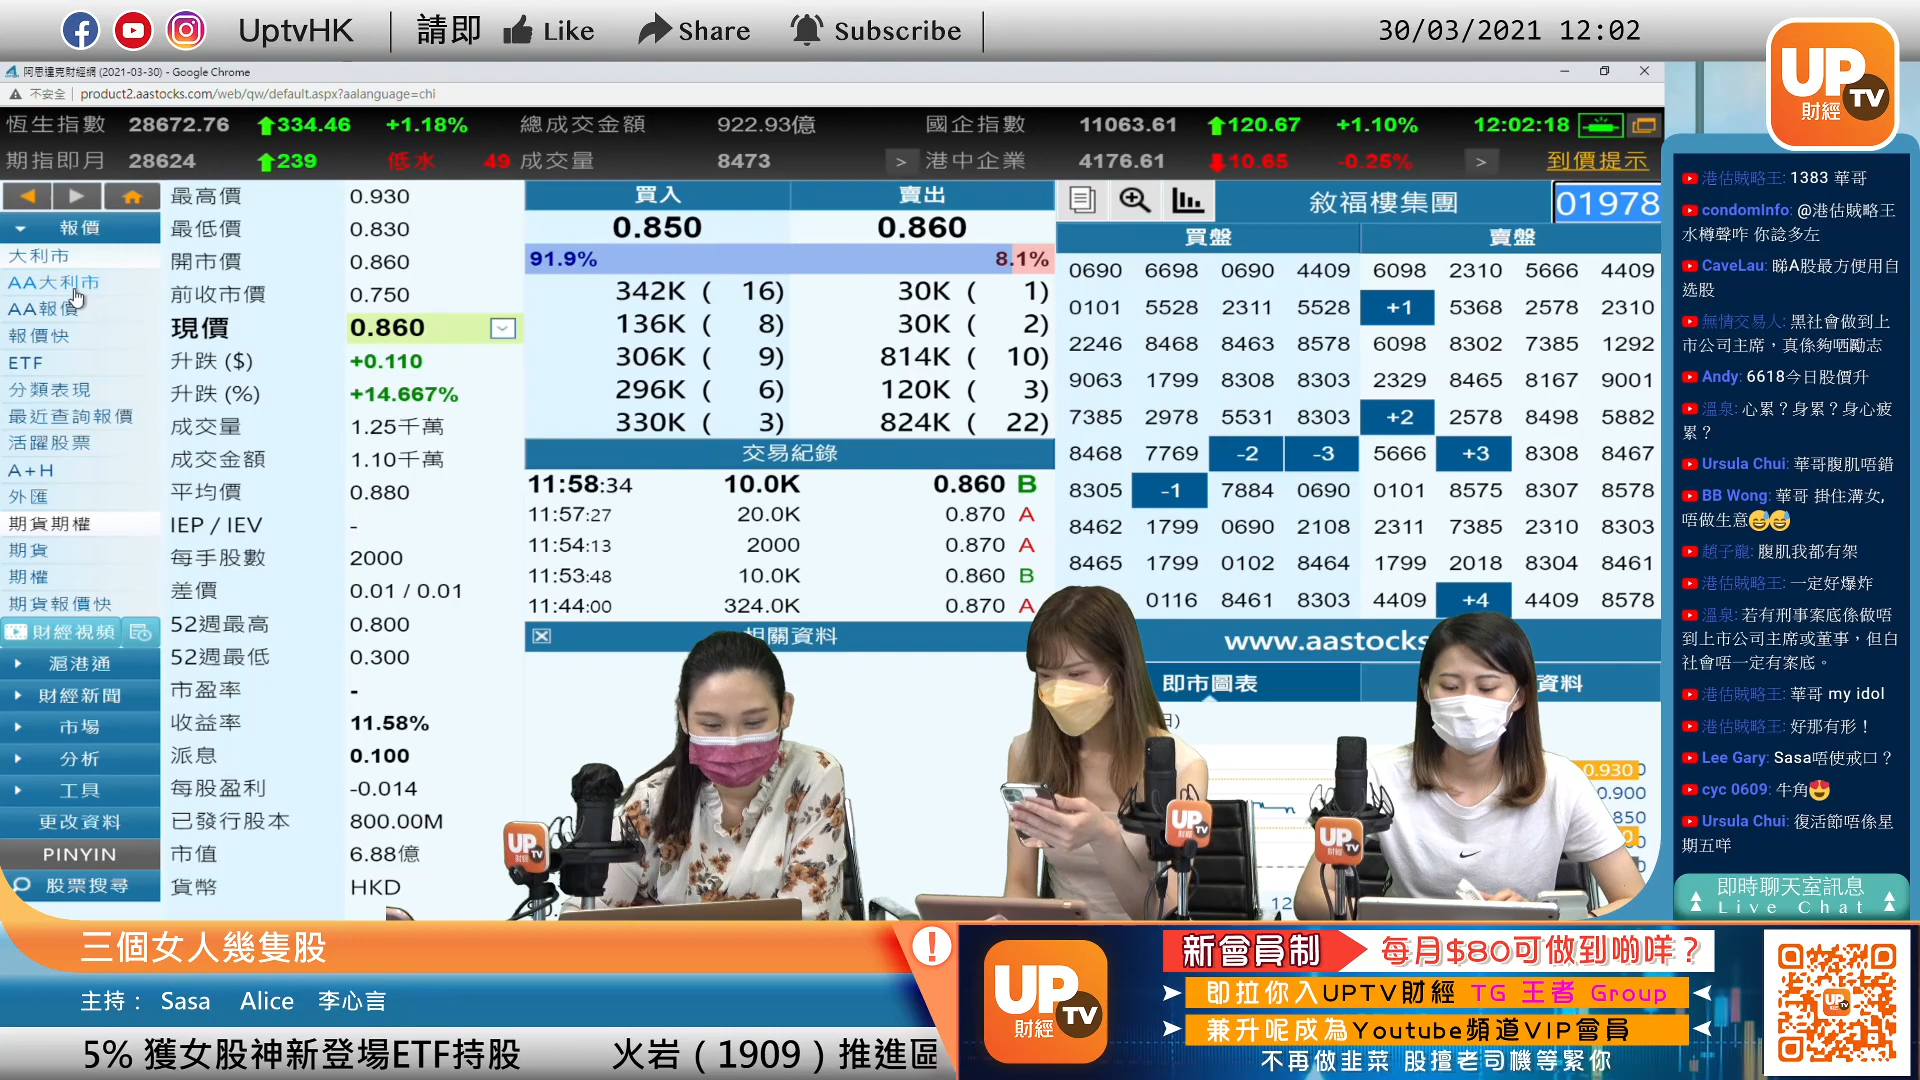 UptvHK 請即 Like Share Subscribe 30/03/2021 12:02
阿思達克財經網 (2021-03-30) - Google Chrome
不安全 | product2.aastocks.com/web/qw/default.aspx?aalanguage=chi
恆生指數 28672.76 334.46 +1.18% 總成交金額 922.93億 國企指數 11063.61 120.67 +1.10% 12:02:18
期指即月 28624 239 低水 49 成交量 8473 > 港中企業 4176.61 10.65 -0.25% > 到價提示
報價
大利市
AA大利市
AA報價
報價快
ETF
分類表現
最近查詢報價
活躍股票
A+H
外匯
期貨期權
期貨
期權
期貨報價快
財經視頻
滬港通
財經新聞
市場
分析
工具
更改資料
PINYIN
股票搜尋
最高價 0.930
最低價 0.830
開市價 0.860
前收市價 0.750
現價 0.860
升跌 ($) +0.110
升跌 (%) +14.667%
成交量 1.25千萬
成交金額 1.10千萬
平均價 0.880
IEP / IEV -
每手股數 2000
差價 0.01 / 0.01
52週最高 0.800
52週最低 0.300
市盈率 -
收益率 11.58%
派息 0.100
每股盈利 -0.014
已發行股本 800.00M
市值 6.88億
貨幣 HKD
買入 賣出
0.850 0.860
91.9% 8.1%
342K ( 16) 30K ( 1)
136K ( 8) 30K ( 2)
306K ( 9) 814K ( 10)
296K ( 6) 120K ( 3)
330K ( 3) 824K ( 22)
交易紀錄
11:58:34 10.0K 0.860 B
11:57:27 20.0K 0.870 A
11:54:13 2000 0.870 A
11:53:48 10.0K 0.860 B
11:44:00 324.0K 0.870 A
相關資料
敘福樓集團 01978
買盤 賣盤
0690 6698 0690 4409 6098 2310 5666 4409
0101 5528 2311 5528 +1 5368 2578 2310
2246 8468 8463 8578 6098 8302 7385 1292
9063 1799 8308 8303 2329 8465 8167 9001
7385 2978 5531 8303 +2 2578 8498 5882
8468 7769 -2 -3 5666 +3 8308 8467
8305 -1 7884 0690 0101 8575 8307 8578
8462 1799 0690 2108 2311 7385 2310 8303
8465 1799 0102 8464 1799 2018 8304 8461
0116 8461 8303 4409 +4 4409 8578
www.aastocks
即市圖表 資料
0.930
0.900
.850
12
UP TV 財經
港估賊略王: 1383 華哥
condomInfo: @港估賊略王
水樽聲咋 你諗多左
CaveLau: 睇A股最方便用自
选股
無情交易人: 黑社會做到上
市公司主席，真係夠哂勵志
Andy: 6618今日股價升
溫泉: 心累？身累？身心疲
累？
Ursula Chui: 華哥腹肌唔錯
BB Wong: 華哥 掛住溝女,
唔做生意😅😅
趙子龍: 腹肌我都有架
港估賊略王: 一定好爆炸
溫泉: 若有刑事案底係做唔
到上市公司主席或董事，但白
社會唔一定有案底。
港估賊略王: 華哥 my idol
港估賊略王: 好那有形！
Lee Gary: Sasa唔使戒口？
cyc 0609: 牛角😍
Ursula Chui: 復活節唔係星
期五咩
即時聊天室訊息
Live Chat
UP TV 財經
UP TV 財經
UP TV 財經
三個女人幾隻股
主持： Sasa Alice 李心言
5% 獲女股神新登場ETF持股 火岩（1909）推進區
!
UP TV 財經
新會員制 每月$80可做到啲咩？
即拉你入UPTV財經 TG 王者 Group
兼升呢成為Youtube頻道VIP會員
不再做韭菜 股擅老司機等緊你
UP TV